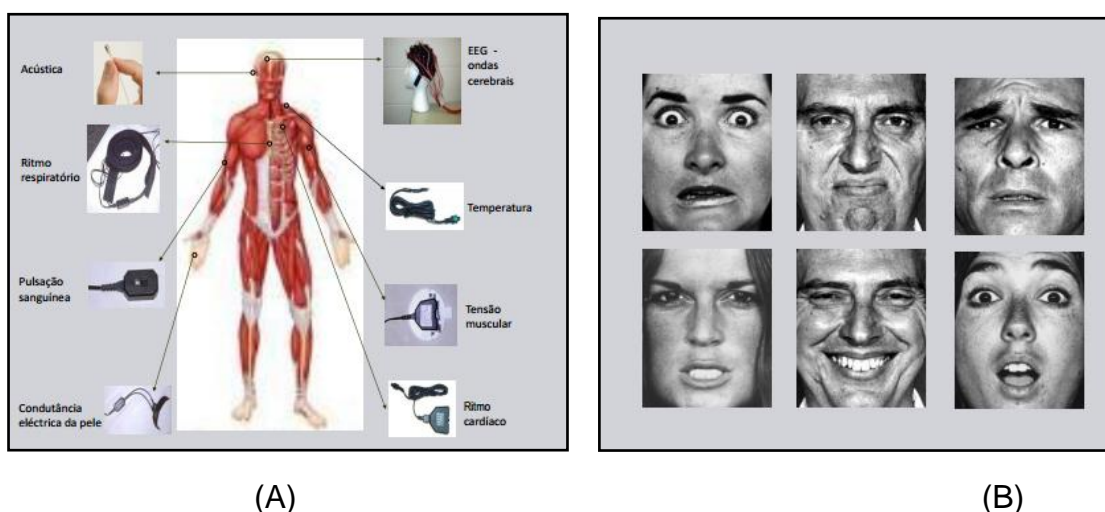 Acústica
EEG -
ondas
cerebrais
Ritmo
respiratório
Temperatura
Pulsação
sanguínea
Tensão
muscular
Condutância
eléctrica da pele
Ritmo
cardíaco
(A)
(B)